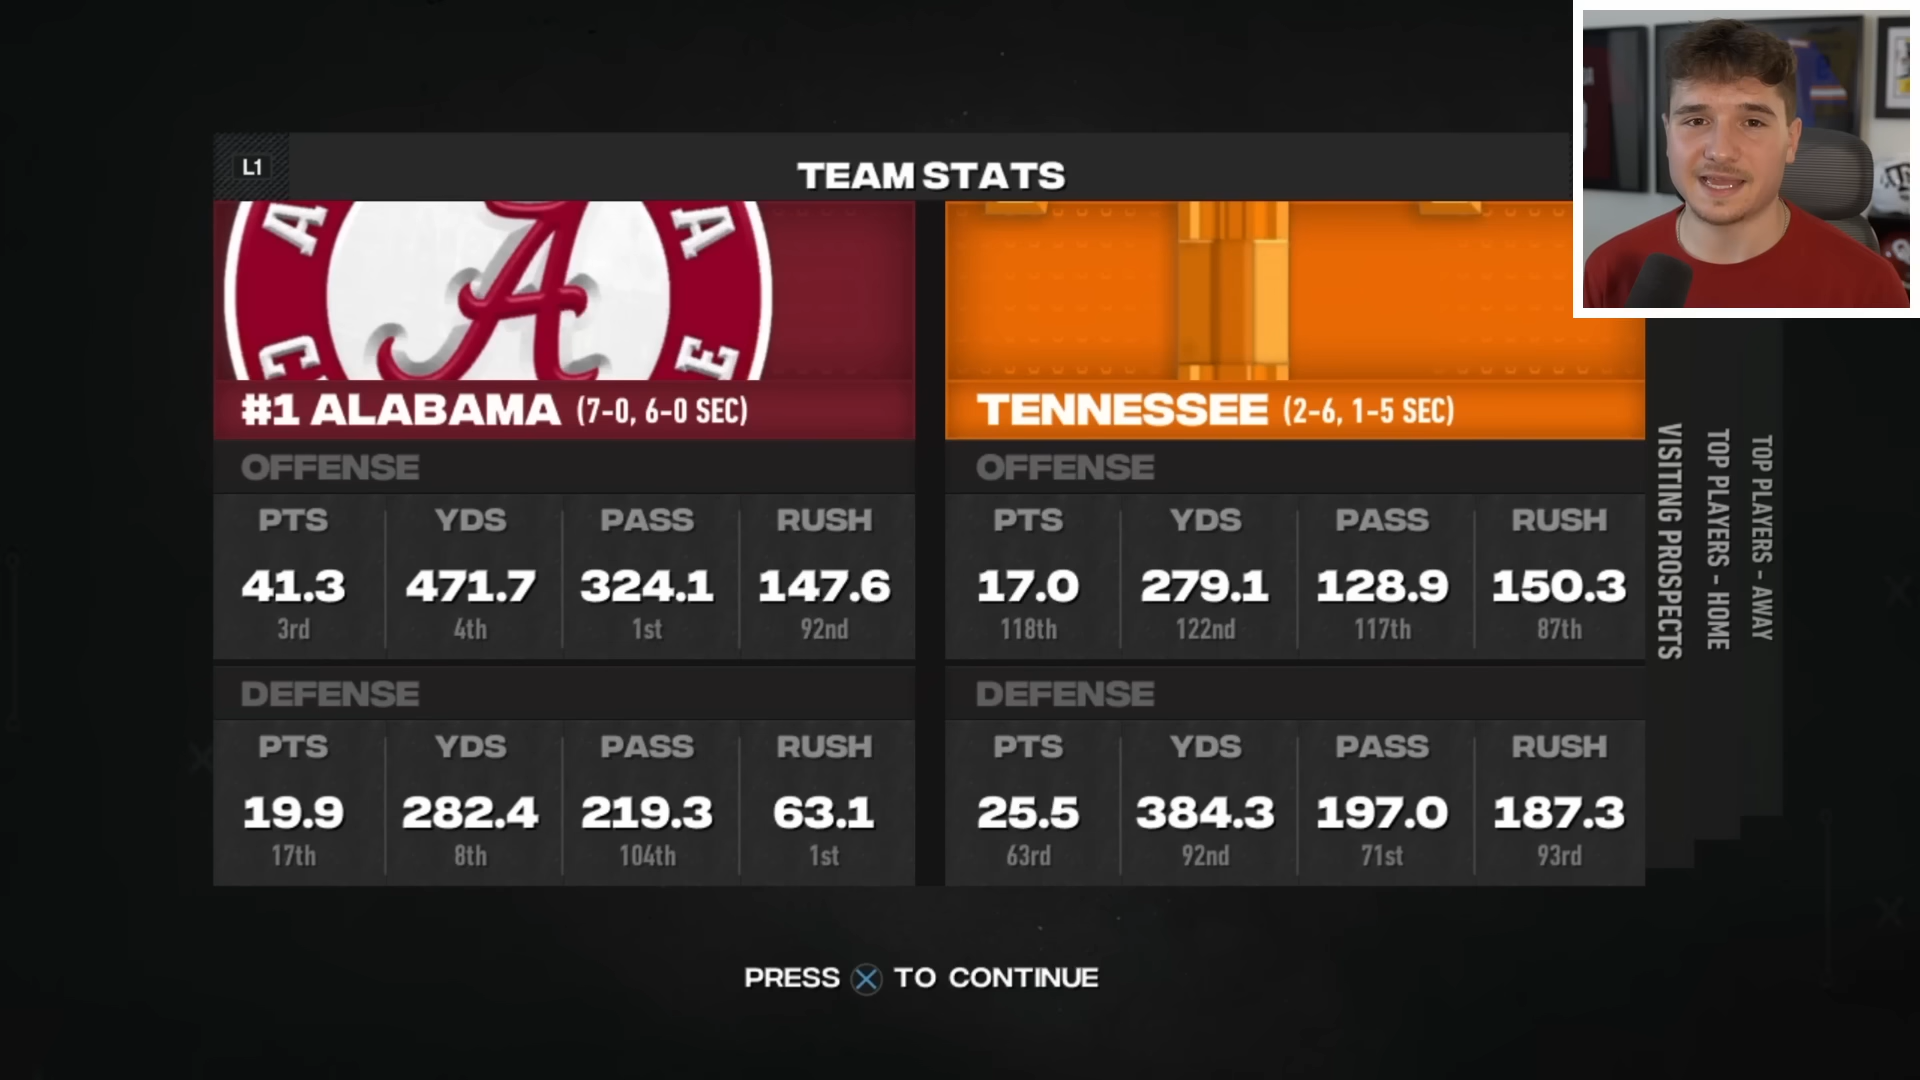 L1
TEAM STATS
A A
C E
A
#1 ALABAMA (7-0, 6-0 SEC)
OFFENSE
PTS YDS PASS RUSH
41.3 471.7 324.1 147.6
3rd 4th 1st 92nd
DEFENSE
PTS YDS PASS RUSH
19.9 282.4 219.3 63.1
17th 8th 104th 1st
TENNESSEE (2-6, 1-5 SEC)
OFFENSE
PTS YDS PASS RUSH
17.0 279.1 128.9 150.3
118th 122nd 117th 87th
DEFENSE
PTS YDS PASS RUSH
25.5 384.3 197.0 187.3
63rd 92nd 71st 93rd
VISITING PROSPECTS
TOP PLAYERS - HOME
TOP PLAYERS - AWAY
PRESS X TO CONTINUE